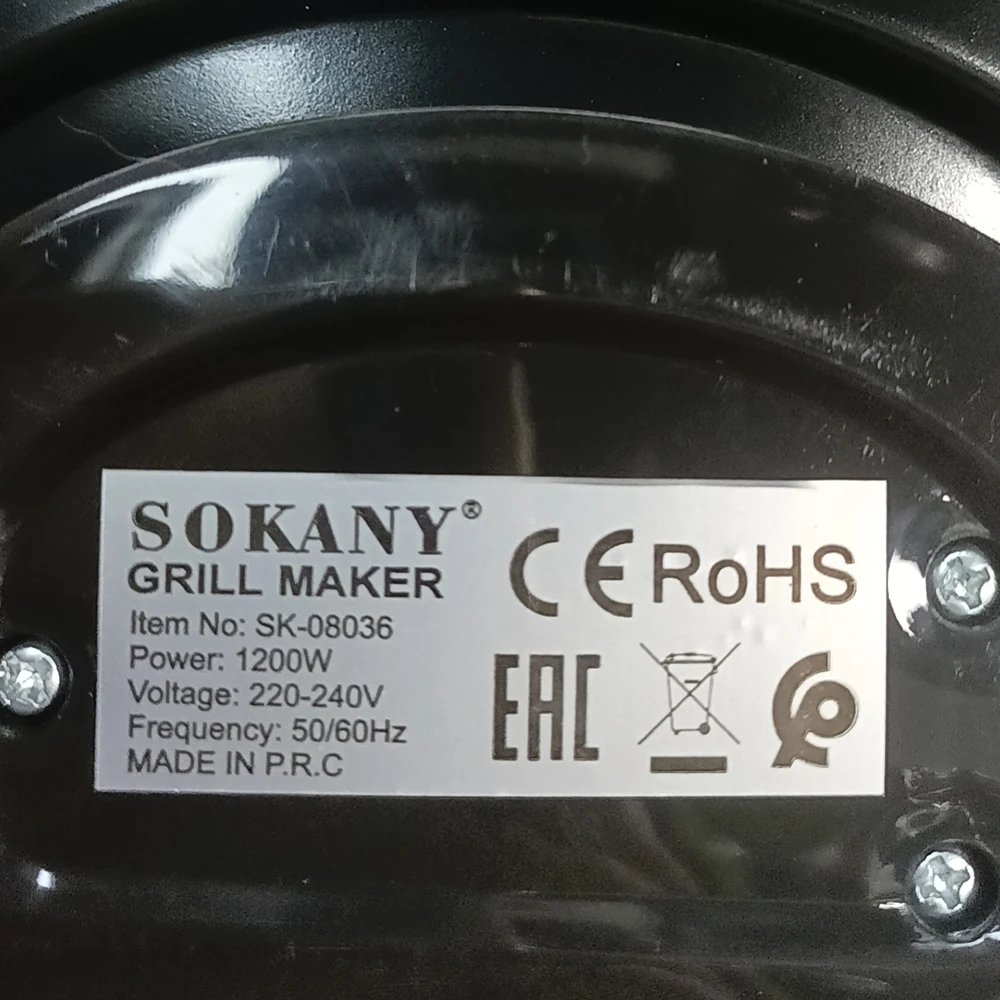 SOKANY®
GRILL MAKER
Item No: SK-08036
Power: 1200W
Voltage: 220-240V
Frequency: 50/60Hz
MADE IN P.R.C
CE RoHS
EAC